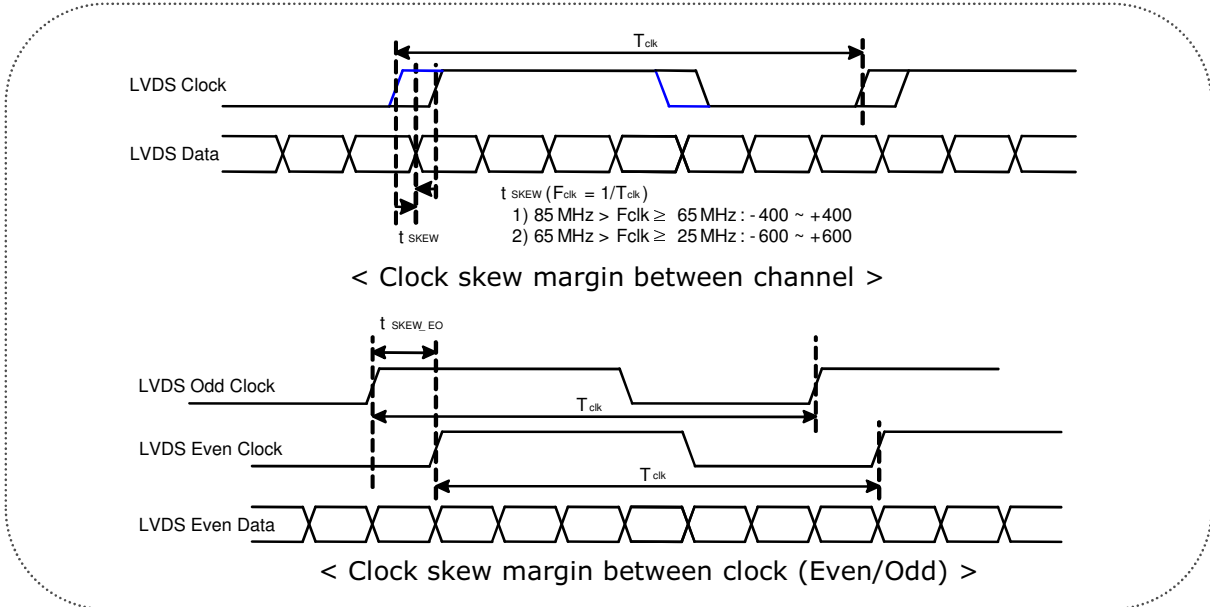 Tclk
LVDS Clock
LVDS Data
t SKEW (Fclk = 1/Tclk)
1) 85 MHz > Fclk ≥ 65 MHz : - 400 ~ +400
2) 65 MHz > Fclk ≥ 25 MHz : - 600 ~ +600
t SKEW
< Clock skew margin between channel >
t SKEW_EO
LVDS Odd Clock
Tclk
LVDS Even Clock
Tclk
LVDS Even Data
< Clock skew margin between clock (Even/Odd) >